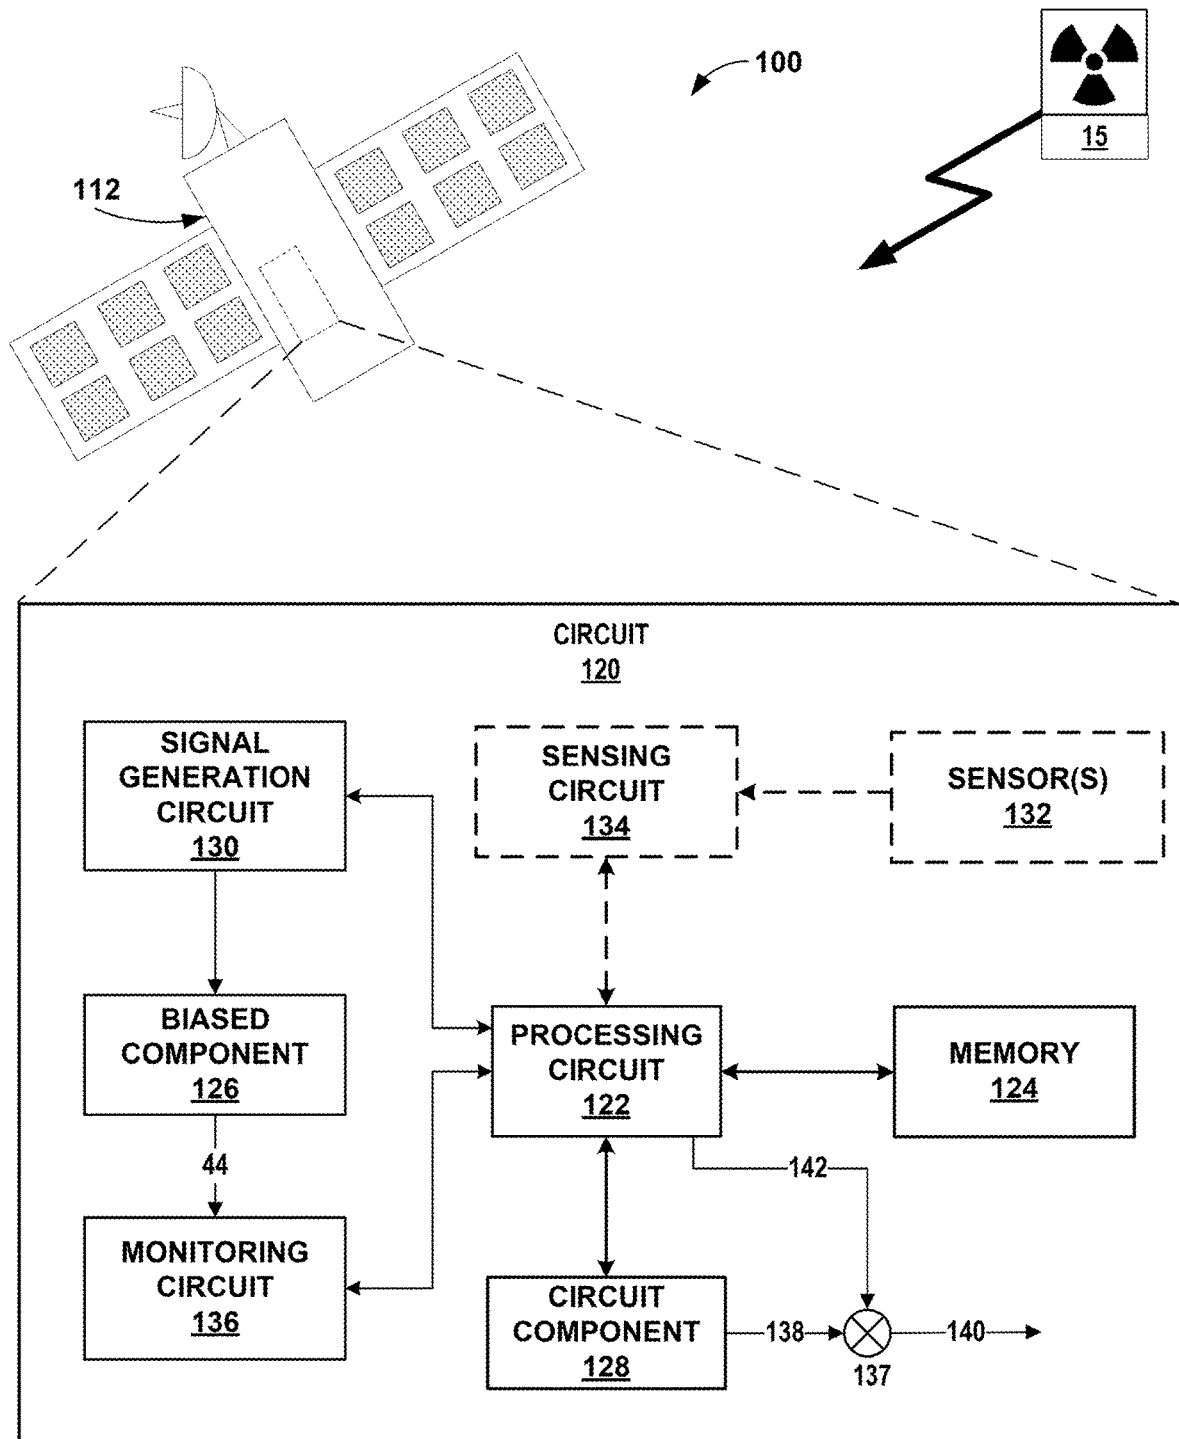 100
15
112
CIRCUIT
120
SIGNAL
GENERATION
CIRCUIT
130
SENSING
CIRCUIT
134
SENSOR(S)
132
BIASED
COMPONENT
126
PROCESSING
CIRCUIT
122
MEMORY
124
44
142
MONITORING
CIRCUIT
136
CIRCUIT
COMPONENT
128
138
140
137